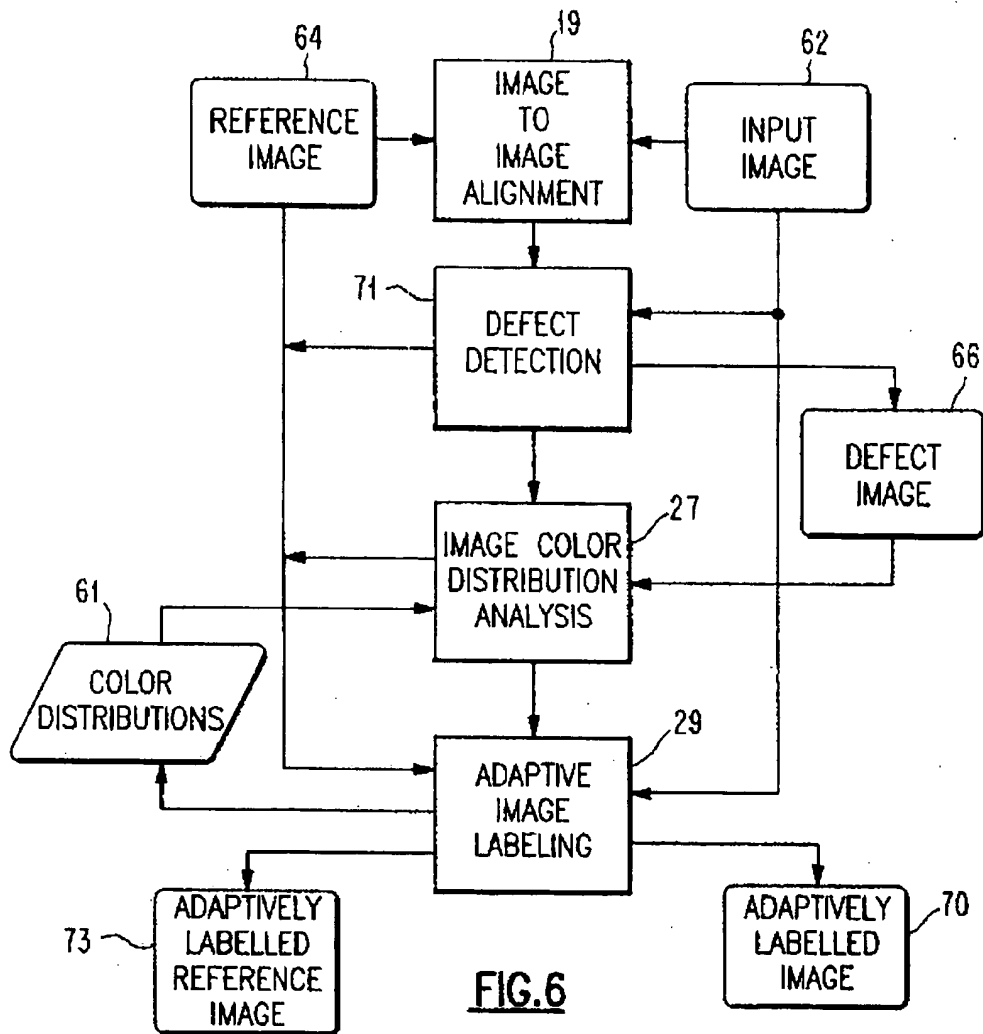 64
19
62
REFERENCE
IMAGE
IMAGE
TO
IMAGE
ALIGNMENT
INPUT
IMAGE
71
DEFECT
DETECTION
66
DEFECT
IMAGE
27
IMAGE COLOR
DISTRIBUTION
ANALYSIS
61
COLOR
DISTRIBUTIONS
29
ADAPTIVE
IMAGE
LABELING
73
ADAPTIVELY
LABELLED
REFERENCE
IMAGE
ADAPTIVELY
LABELLED
IMAGE
70
FIG.6